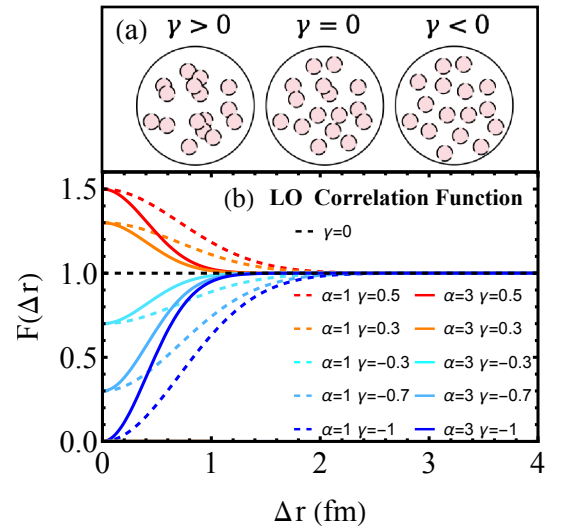 γ > 0 γ = 0 γ < 0
(a)
(b) LO Correlation Function
γ=0
α=1 γ=0.5 α=3 γ=0.5
α=1 γ=0.3 α=3 γ=0.3
α=1 γ=−0.3 α=3 γ=−0.3
α=1 γ=−0.7 α=3 γ=−0.7
α=1 γ=−1 α=3 γ=−1
F(Δr)
1.5
1.0
0.5
0.0
0 1 2 3 4
Δr (fm)